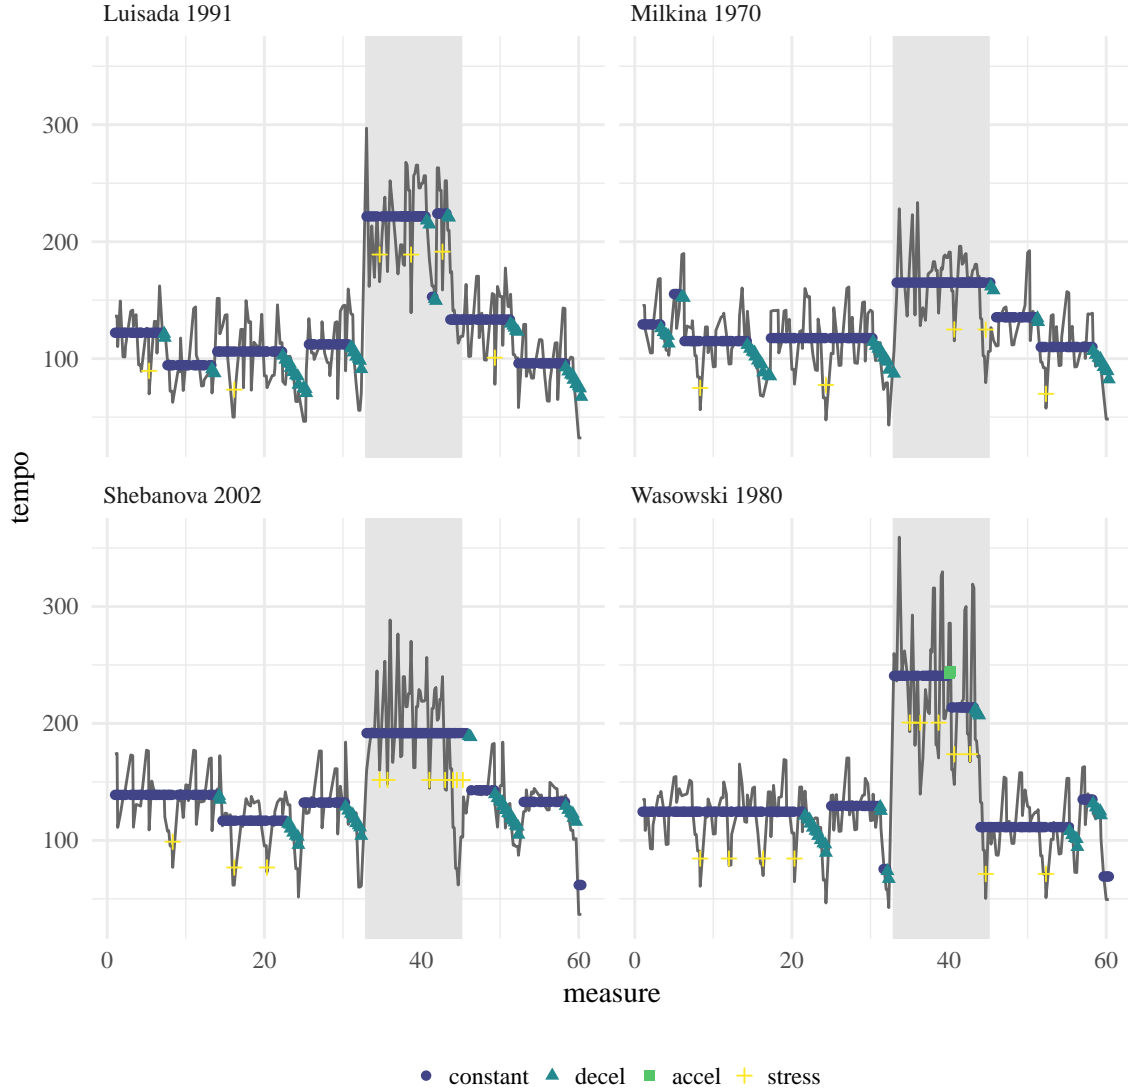 Luisada 1991 Milkina 1970
300
200
100
Shebanova 2002 Wasowski 1980
300
200
100
0 20 40 60 0 20 40 60
tempo
measure
constant decel accel stress